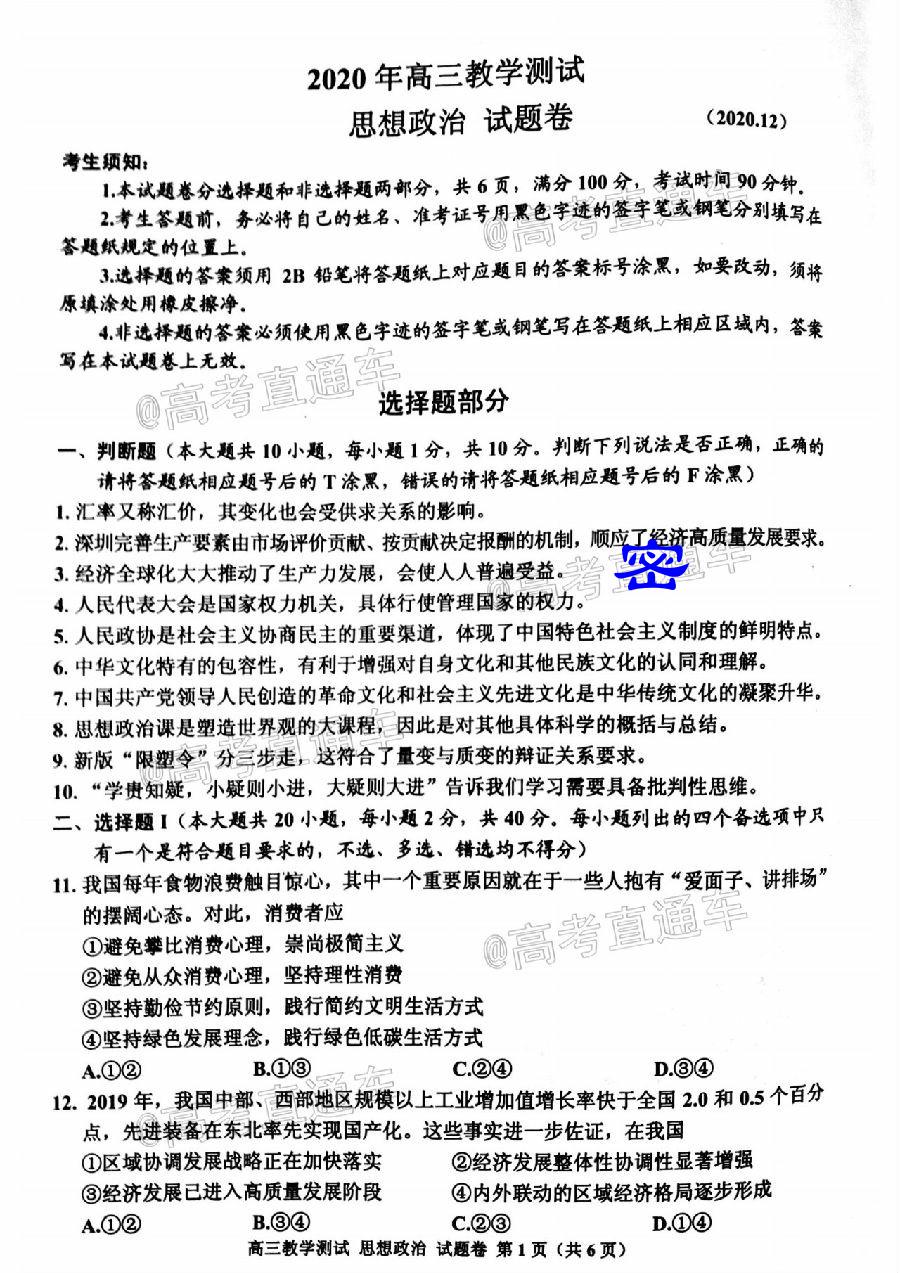 2020 年高三教学测试
思想政治 试题卷 (2020.12)
考生须知：
1.本试题卷分选择题和非选择题两部分，共 6 页，满分 100 分，考试时间 90 分钟。
2.考生答题前，务必将自己的姓名、准考证号用黑色字迹的签字笔或钢笔分别填写在
答题纸规定的位置上。
3.选择题的答案须用 2B 铅笔将答题纸上对应题目的答案标号涂黑，如要改动，须将
原填涂处用橡皮擦净。
4.非选择题的答案必须使用黑色字迹的签字笔或钢笔写在答题纸上相应区域内，答案
写在本试题卷上无效。
选择题部分
一、判断题（本大题共 10 小题，每小题 1 分，共 10 分。判断下列说法是否正确，正确的
请将答题纸相应题号后的 T 涂黑，错误的请将答题纸相应题号后的 F 涂黑）
1. 汇率又称汇价，其变化也会受供求关系的影响。
2. 深圳完善生产要素由市场评价贡献、按贡献决定报酬的机制，顺应了经济高质量发展要求。
3. 经济全球化大大推动了生产力发展，会使人人普遍受益。
密
4. 人民代表大会是国家权力机关，具体行使管理国家的权力。
5. 人民政协是社会主义协商民主的重要渠道，体现了中国特色社会主义制度的鲜明特点。
6. 中华文化特有的包容性，有利于增强对自身文化和其他民族文化的认同和理解。
7. 中国共产党领导人民创造的革命文化和社会主义先进文化是中华传统文化的凝聚升华。
8. 思想政治课是塑造世界观的大课程，因此是对其他具体科学的概括与总结。
9. 新版“限塑令”分三步走，这符合了量变与质变的辩证关系要求。
10. “学贵知疑，小疑则小进，大疑则大进”告诉我们学习需要具备批判性思维。
二、选择题 I（本大题共 20 小题，每小题 2 分，共 40 分。每小题列出的四个备选项中只
有一个是符合题目要求的，不选、多选、错选均不得分）
11. 我国每年食物浪费触目惊心，其中一个重要原因就在于一些人抱有“爱面子、讲排场”
的摆阔心态。对此，消费者应
①避免攀比消费心理，崇尚极简主义
②避免从众消费心理，坚持理性消费
③坚持勤俭节约原则，践行简约文明生活方式
④坚持绿色发展理念，践行绿色低碳生活方式
A.①② B.①③ C.②④ D.③④
12. 2019 年，我国中部、西部地区规模以上工业增加值增长率快于全国 2.0 和 0.5 个百分
点，先进装备在东北率先实现国产化。这些事实进一步佐证，在我国
①区域协调发展战略正在加快落实 ②经济发展整体性协调性显著增强
③经济发展已进入高质量发展阶段 ④内外联动的区域经济格局逐步形成
A.①② B.③④ C.②③ D.①④
高三教学测试 思想政治 试题卷 第 1 页（共 6 页）
@高考直通车
@高考直通车
@高考直通车
@高考直通车
@高考直通车
@高考直通车